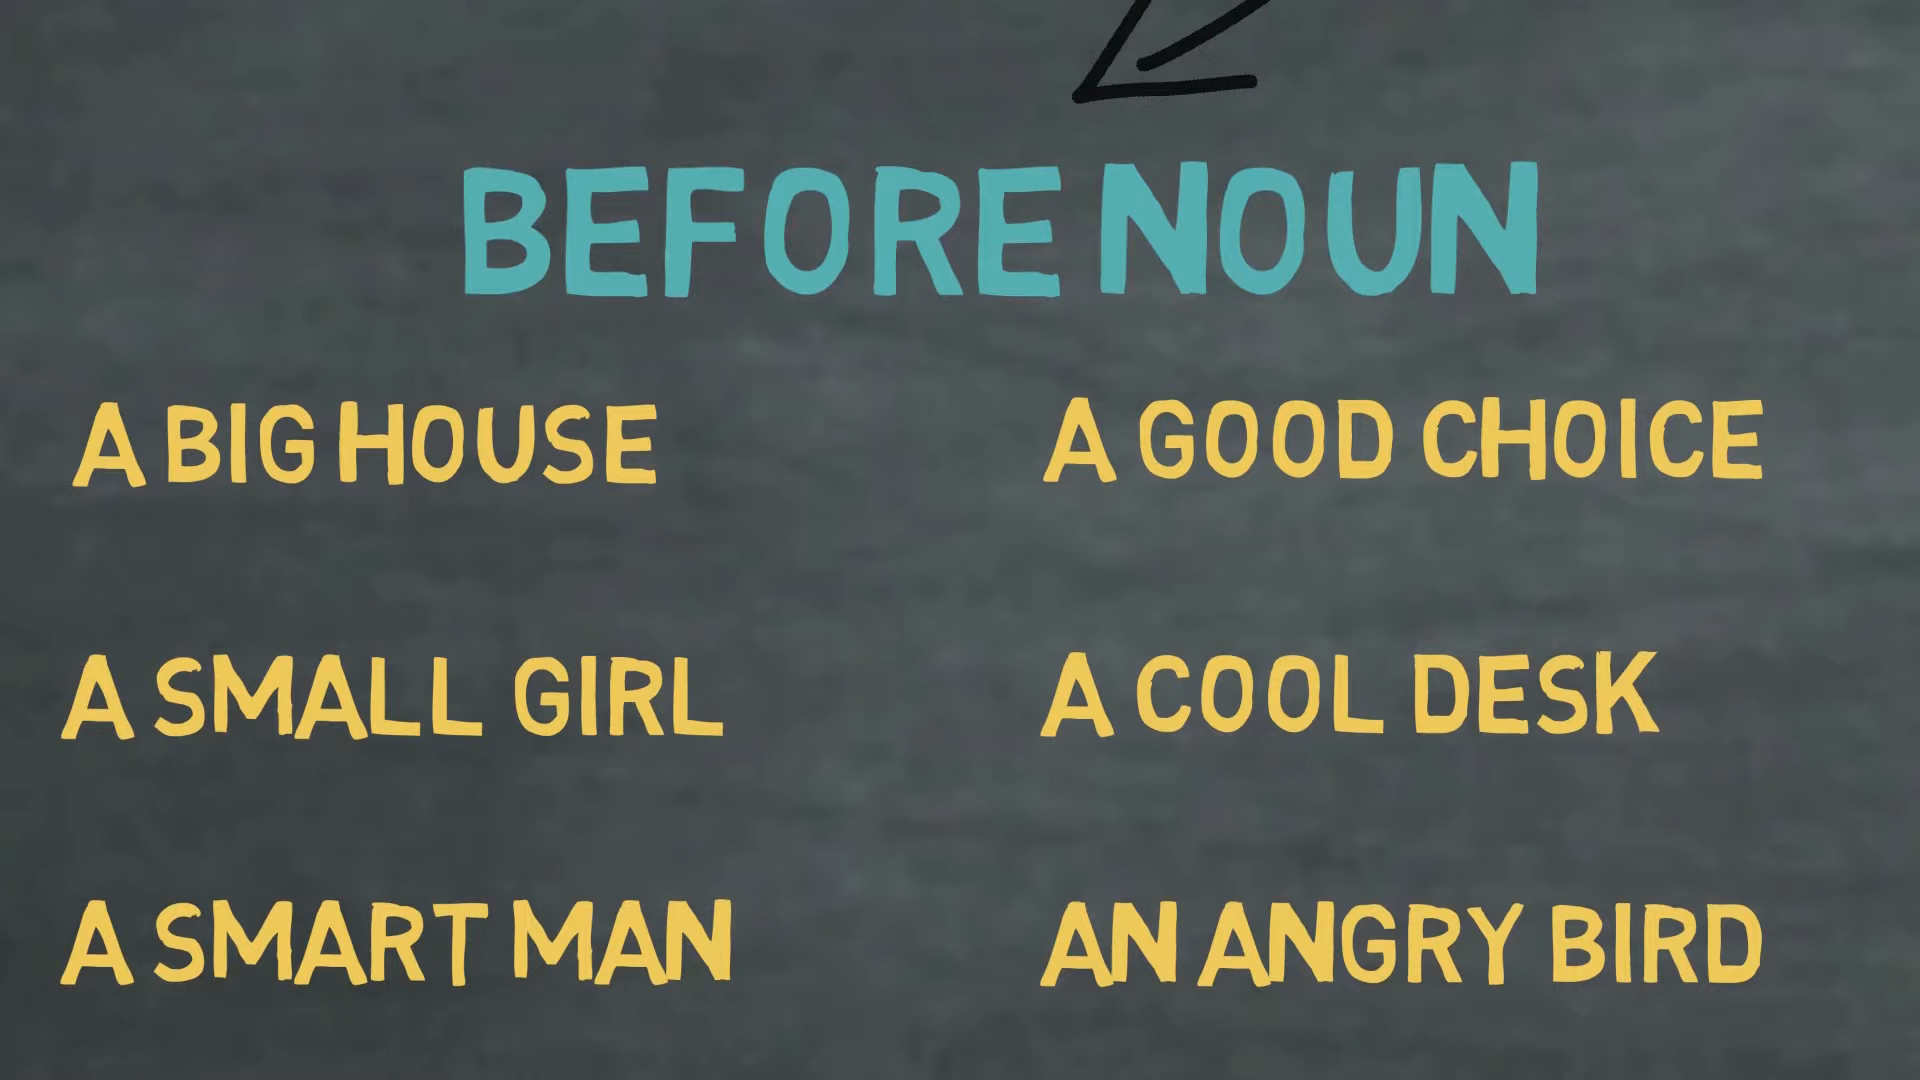 BEFORE NOUN
A BIG HOUSE
A GOOD CHOICE
A SMALL GIRL
A COOL DESK
A SMART MAN
AN ANGRY BIRD